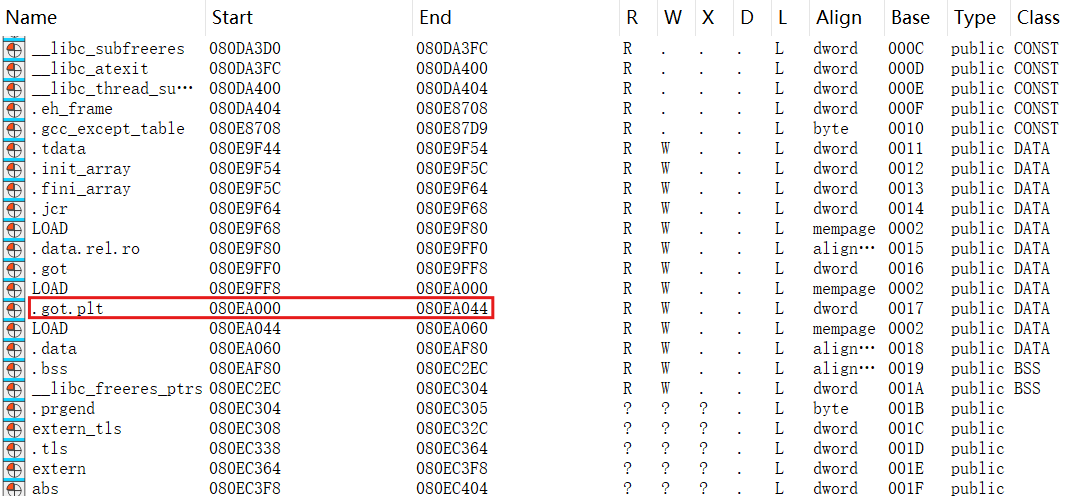 Name Start End R W X D L Align Base Type Class
__libc_subfreeres 080DA3D0 080DA3FC R . . . L dword 000C public CONST
__libc_atexit 080DA3FC 080DA400 R . . . L dword 000D public CONST
__libc_thread_su… 080DA400 080DA404 R . . . L dword 000E public CONST
.eh_frame 080DA404 080E8708 R . . . L dword 000F public CONST
.gcc_except_table 080E8708 080E87D9 R . . . L byte 0010 public CONST
.tdata 080E9F44 080E9F54 R W . . L dword 0011 public DATA
.init_array 080E9F54 080E9F5C R W . . L dword 0012 public DATA
.fini_array 080E9F5C 080E9F64 R W . . L dword 0013 public DATA
.jcr 080E9F64 080E9F68 R W . . L dword 0014 public DATA
LOAD 080E9F68 080E9F80 R W . . L mempage 0002 public DATA
.data.rel.ro 080E9F80 080E9FF0 R W . . L align… 0015 public DATA
.got 080E9FF0 080E9FF8 R W . . L dword 0016 public DATA
LOAD 080E9FF8 080EA000 R W . . L mempage 0002 public DATA
.got.plt 080EA000 080EA044 R W . . L dword 0017 public DATA
LOAD 080EA044 080EA060 R W . . L mempage 0002 public DATA
.data 080EA060 080EAF80 R W . . L align… 0018 public DATA
.bss 080EAF80 080EC2EC R W . . L align… 0019 public BSS
__libc_freeres_ptrs 080EC2EC 080EC304 R W . . L dword 001A public BSS
.prgend 080EC304 080EC305 ? ? ? . L byte 001B public
extern_tls 080EC308 080EC32C ? ? ? . L dword 001C public
.tls 080EC338 080EC364 ? ? ? . L dword 001D public
extern 080EC364 080EC3F8 ? ? ? . L dword 001E public
abs 080EC3F8 080EC404 ? ? ? . L dword 001F public